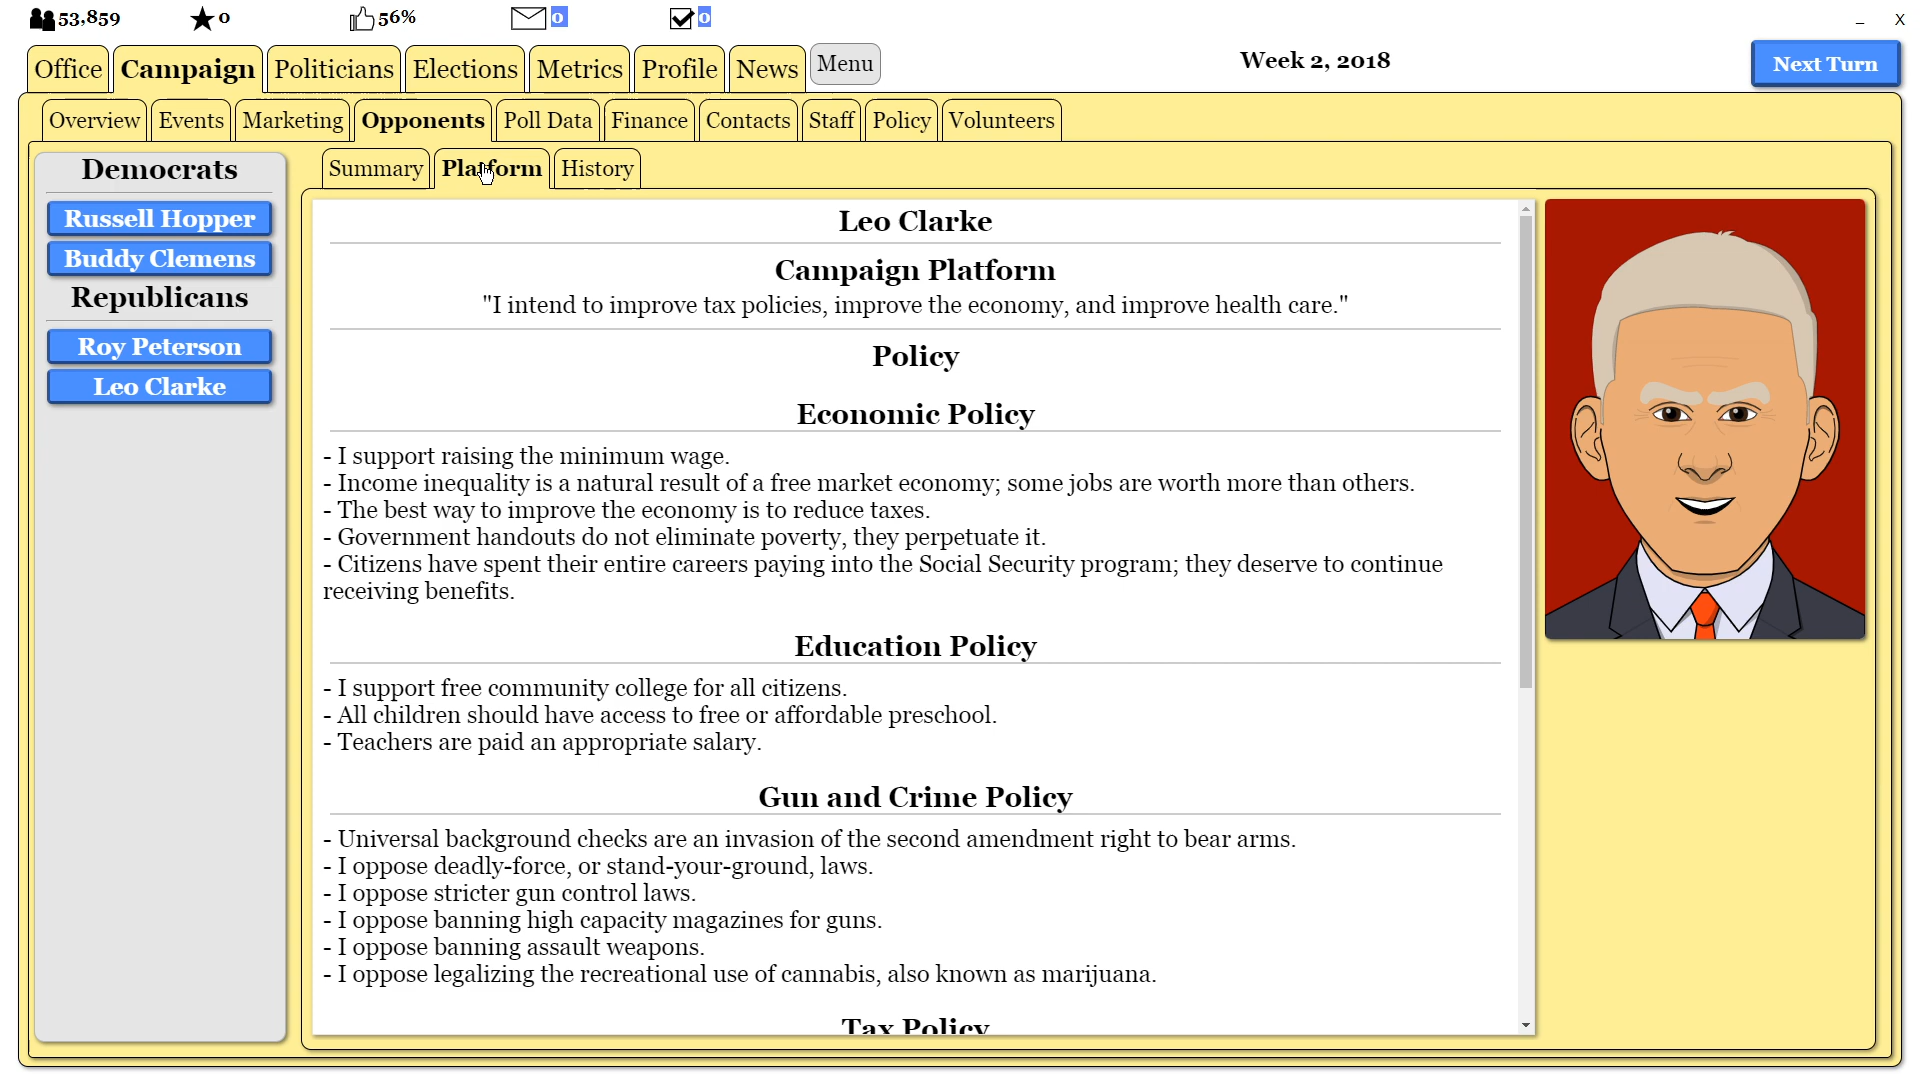 53,859 0 56% 0 0 _ X
Office Campaign Politicians Elections Metrics Profile News Menu Week 2, 2018 Next Turn
Overview Events Marketing Opponents Poll Data Finance Contacts Staff Policy Volunteers
Democrats
Russell Hopper
Buddy Clemens
Republicans
Roy Peterson
Leo Clarke
Summary Platform History
Leo Clarke
Campaign Platform
"I intend to improve tax policies, improve the economy, and improve health care."
Policy
Economic Policy
- I support raising the minimum wage.
- Income inequality is a natural result of a free market economy; some jobs are worth more than others.
- The best way to improve the economy is to reduce taxes.
- Government handouts do not eliminate poverty, they perpetuate it.
- Citizens have spent their entire careers paying into the Social Security program; they deserve to continue
receiving benefits.
Education Policy
- I support free community college for all citizens.
- All children should have access to free or affordable preschool.
- Teachers are paid an appropriate salary.
Gun and Crime Policy
- Universal background checks are an invasion of the second amendment right to bear arms.
- I oppose deadly-force, or stand-your-ground, laws.
- I oppose stricter gun control laws.
- I oppose banning high capacity magazines for guns.
- I oppose banning assault weapons.
- I oppose legalizing the recreational use of cannabis, also known as marijuana.
Tax Policy